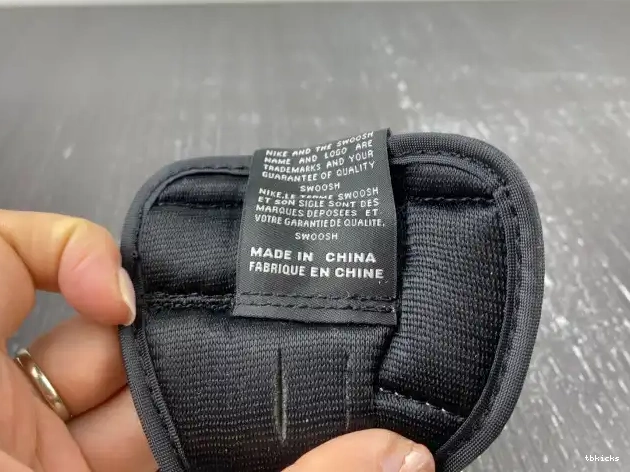 NIKE AND THE SWOOSH
NAME AND LOGO ARE
TRADEMARKS AND YOUR
GUARANTEE OF QUALITY
SWOOSH
NIKE,LE TERME SWOOSH
ET SON SIGLE SONT DES
MARQUES DEPOSEES ET
VOTRE GARANTIE DE QUALITE.
SWOOSH
MADE IN CHINA
FABRIQUE EN CHINE
tbkicks